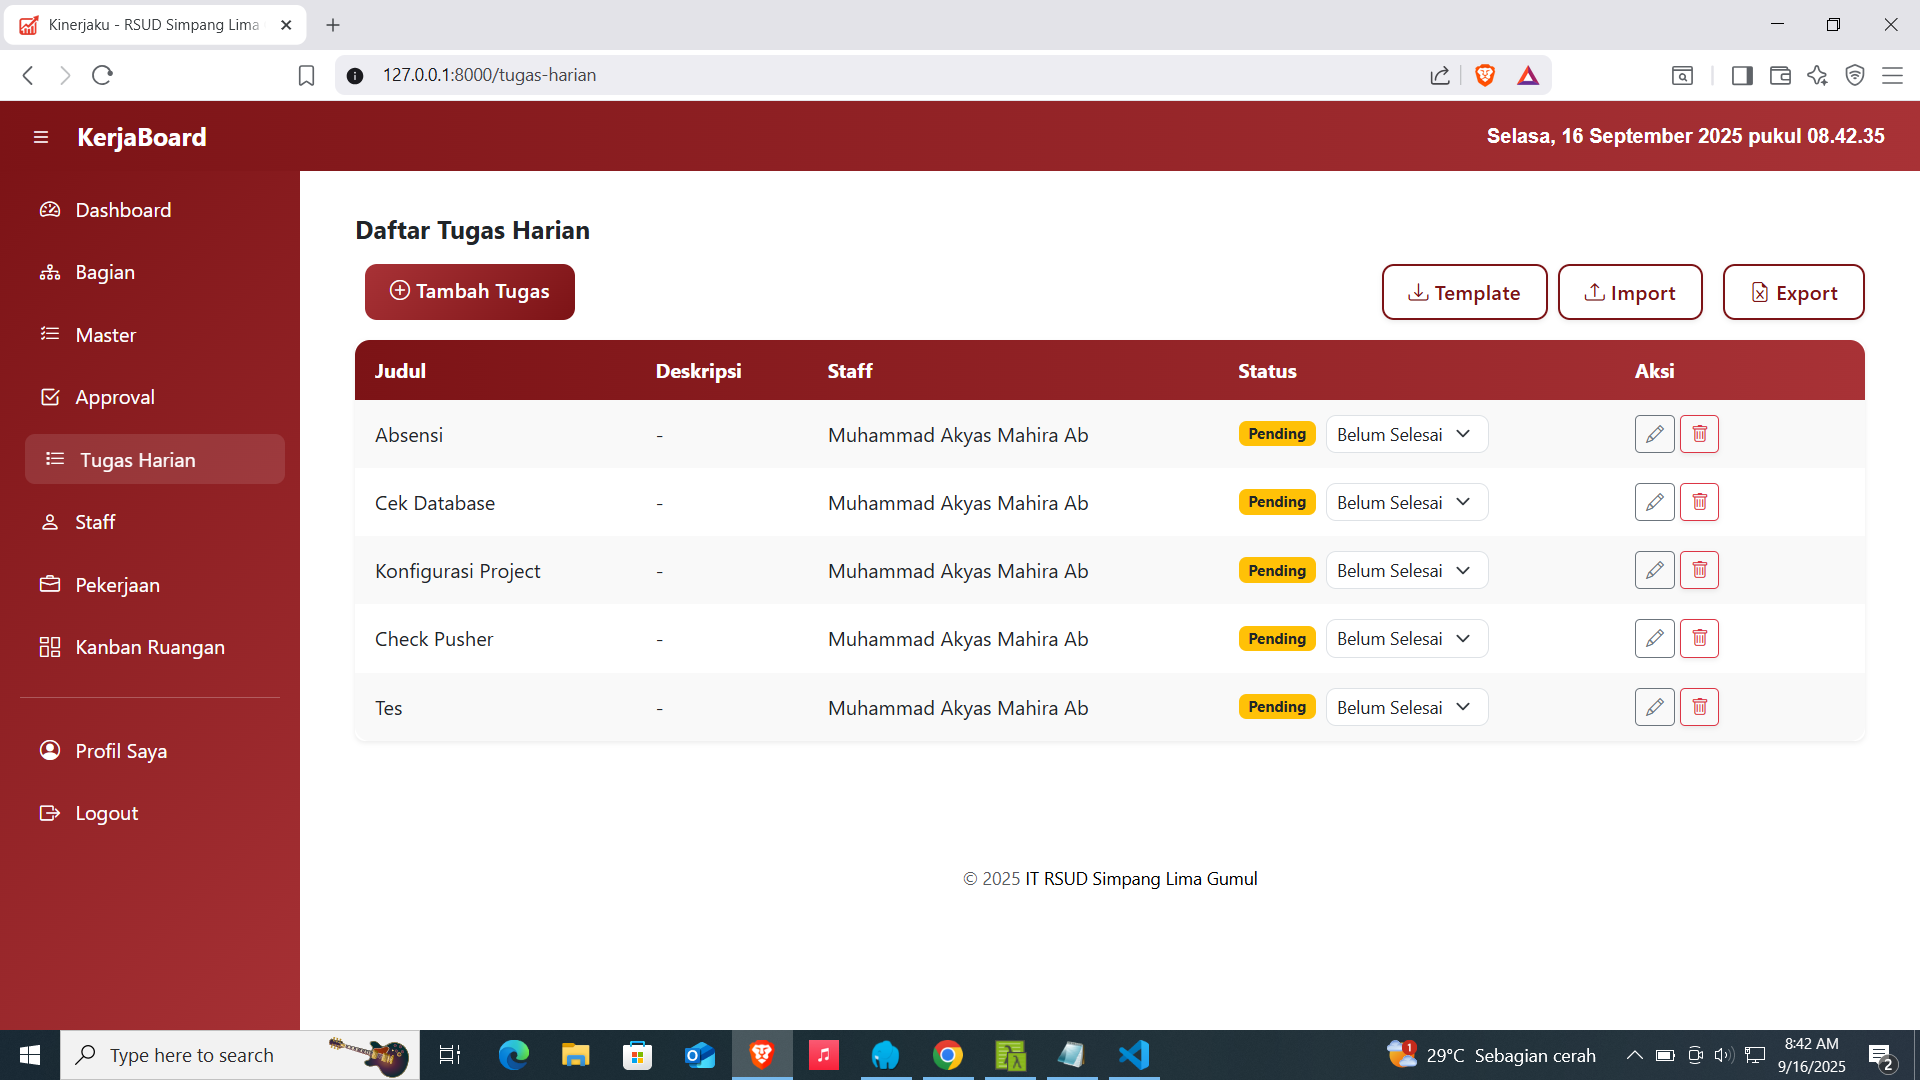 Kinerjaku - RSUD Simpang Lima
127.0.0.1:8000/tugas-harian
KerjaBoard
Selasa, 16 September 2025 pukul 08.42.35
Dashboard
Bagian
Master
Approval
Tugas Harian
Staff
Pekerjaan
Kanban Ruangan
Profil Saya
Logout
Daftar Tugas Harian
Tambah Tugas
Template
Import
Export
Judul Deskripsi Staff Status Aksi
Absensi - Muhammad Akyas Mahira Ab Pending Belum Selesai
Cek Database - Muhammad Akyas Mahira Ab Pending Belum Selesai
Konfigurasi Project - Muhammad Akyas Mahira Ab Pending Belum Selesai
Check Pusher - Muhammad Akyas Mahira Ab Pending Belum Selesai
Tes - Muhammad Akyas Mahira Ab Pending Belum Selesai
© 2025 IT RSUD Simpang Lima Gumul
Type here to search
1
29°C Sebagian cerah
8:42 AM
9/16/2025
2